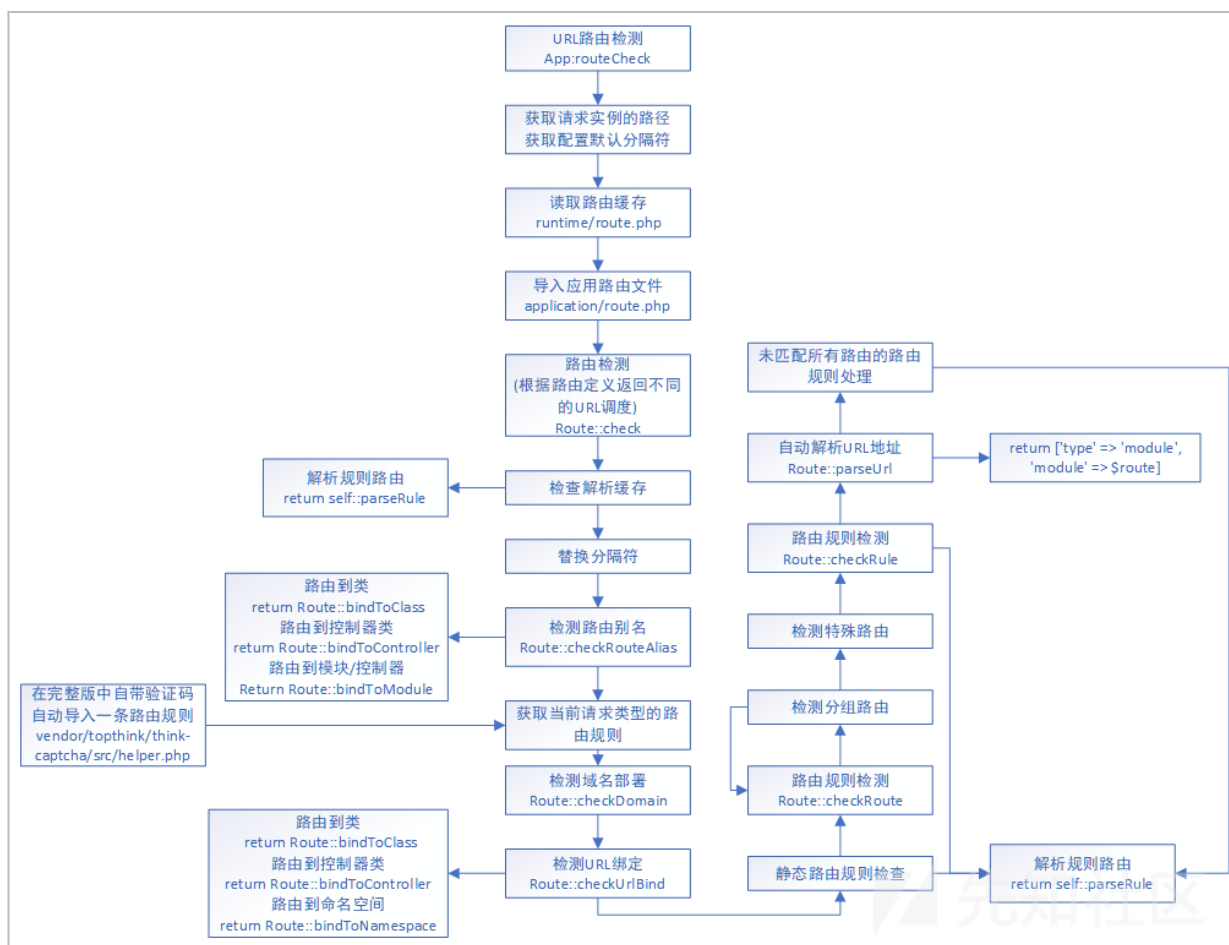 URL路由检测
App:routeCheck
获取请求实例的路径
获取配置默认分隔符
读取路由缓存
runtime/route.php
导入应用路由文件
application/route.php
路由检测
(根据路由定义返回不同
的URL调度)
Route::check
解析规则路由
return self::parseRule
检查解析缓存
替换分隔符
路由到类
return Route::bindToClass
路由到控制器类
return Route::bindToController
路由到模块/控制器
Return Route::bindToModule
检测路由别名
Route::checkRouteAlias
在完整版中自带验证码
自动导入一条路由规则
vendor/topthink/think-
captcha/src/helper.php
获取当前请求类型的路
由规则
检测域名部署
Route::checkDomain
路由到类
return Route::bindToClass
路由到控制器类
return Route::bindToController
路由到命名空间
return Route::bindToNamespace
检测URL绑定
Route::checkUrlBind
未匹配所有路由的路由
规则处理
自动解析URL地址
Route::parseUrl
return ['type' => 'module',
'module' => $route]
路由规则检测
Route::checkRule
检测特殊路由
检测分组路由
路由规则检测
Route::checkRoute
静态路由规则检查
解析规则路由
return self::parseRule
先知社区